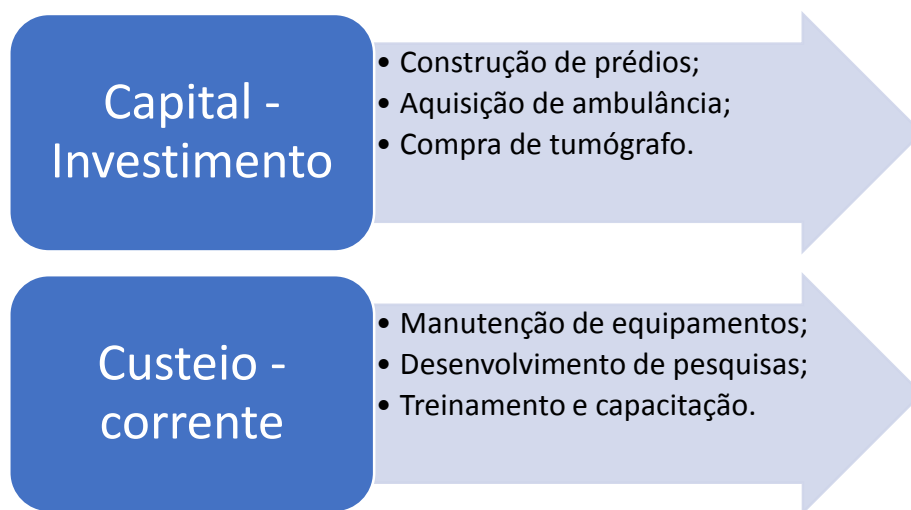 Capital -
Investimento
• Construção de prédios;
• Aquisição de ambulância;
• Compra de tumógrafo.
Custeio -
corrente
• Manutenção de equipamentos;
• Desenvolvimento de pesquisas;
• Treinamento e capacitação.